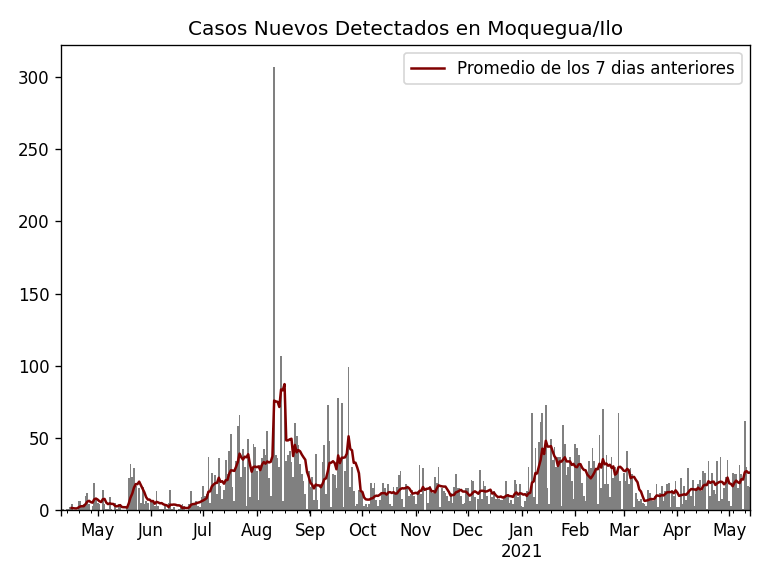 Casos Nuevos Detectados en Moquegua/Ilo
Promedio de los 7 dias anteriores
300
250
200
150
100
50
0
May Jun Jul Aug Sep Oct Nov Dec Jan Feb Mar Apr May
2021